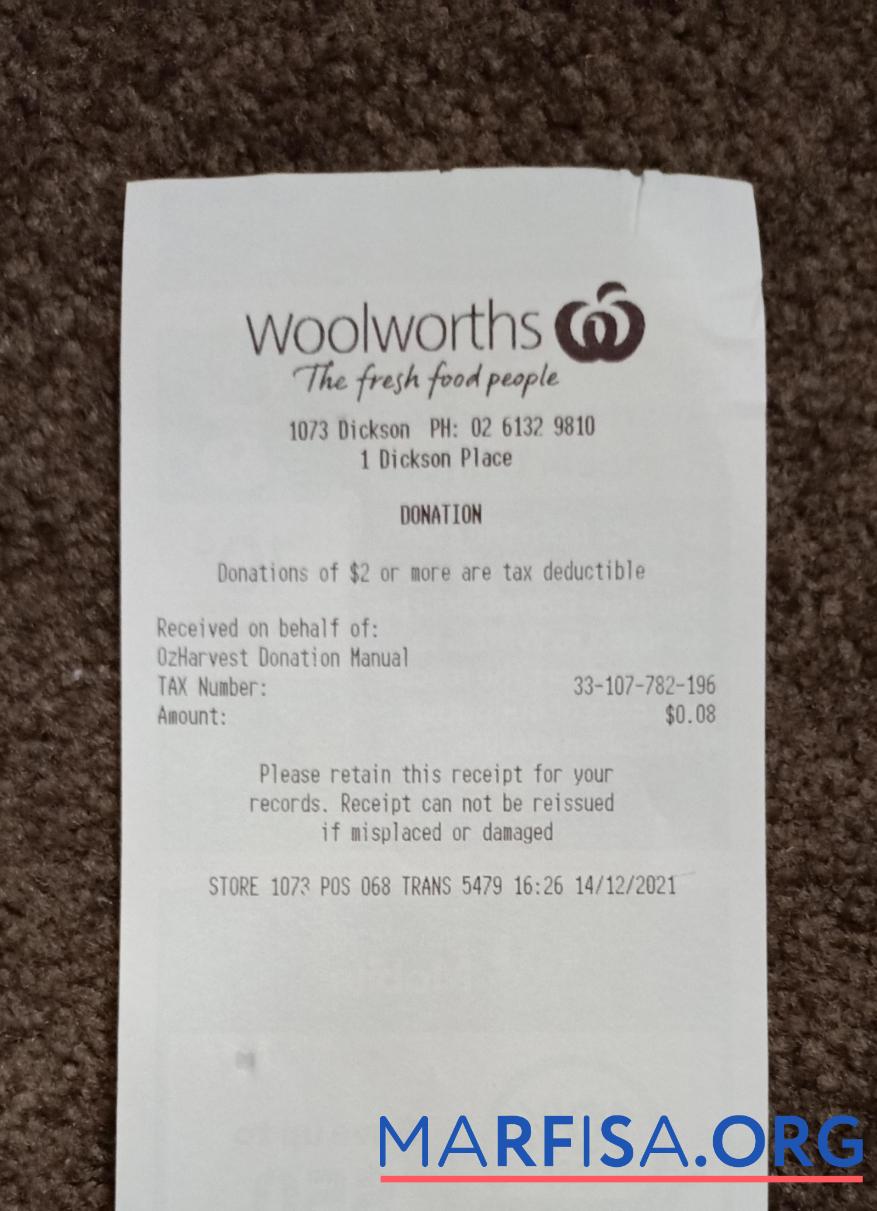 Woolworths
The fresh food people
1073 Dickson PH: 02 6132 9810
1 Dickson Place
DONATION
Donations of $2 or more are tax deductible
Received on behalf of:
OzHarvest Donation Manual
TAX Number: 33-107-782-196
Amount: $0.08
Please retain this receipt for your
records. Receipt can not be reissued
if misplaced or damaged
STORE 1073 POS 068 TRANS 5479 16:26 14/12/2021
MARFISA.ORG